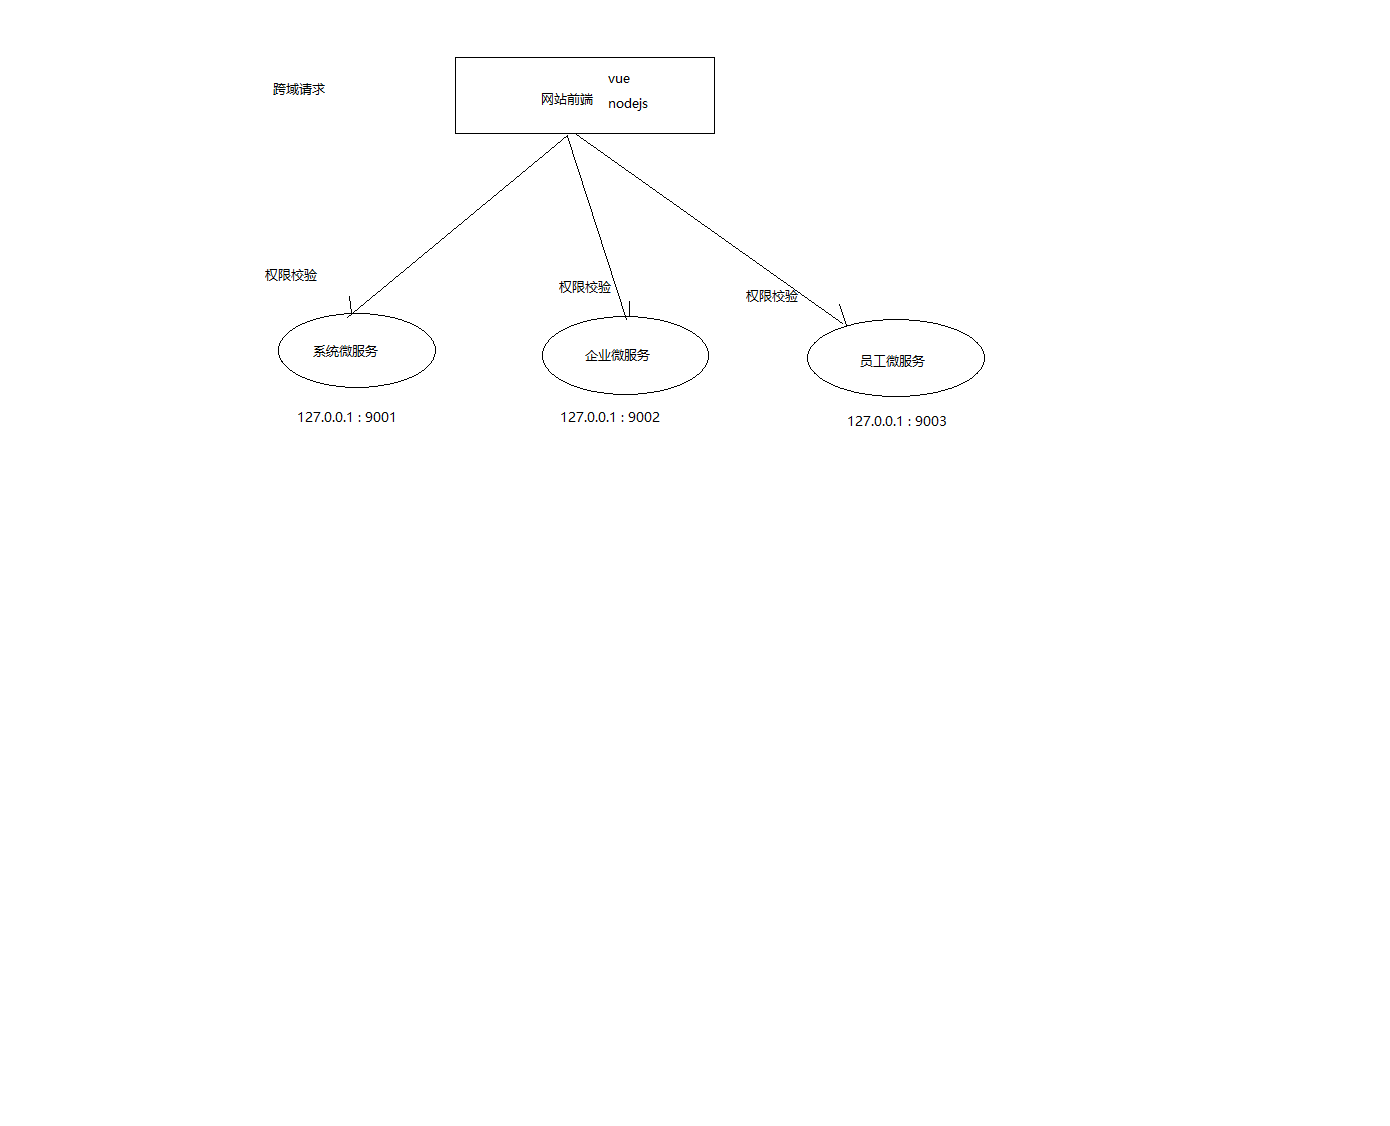 跨域请求
网站前端
vue
nodejs
权限校验
权限校验
权限校验
系统微服务
企业微服务
员工微服务
127.0.0.1 : 9001
127.0.0.1 : 9002
127.0.0.1 : 9003